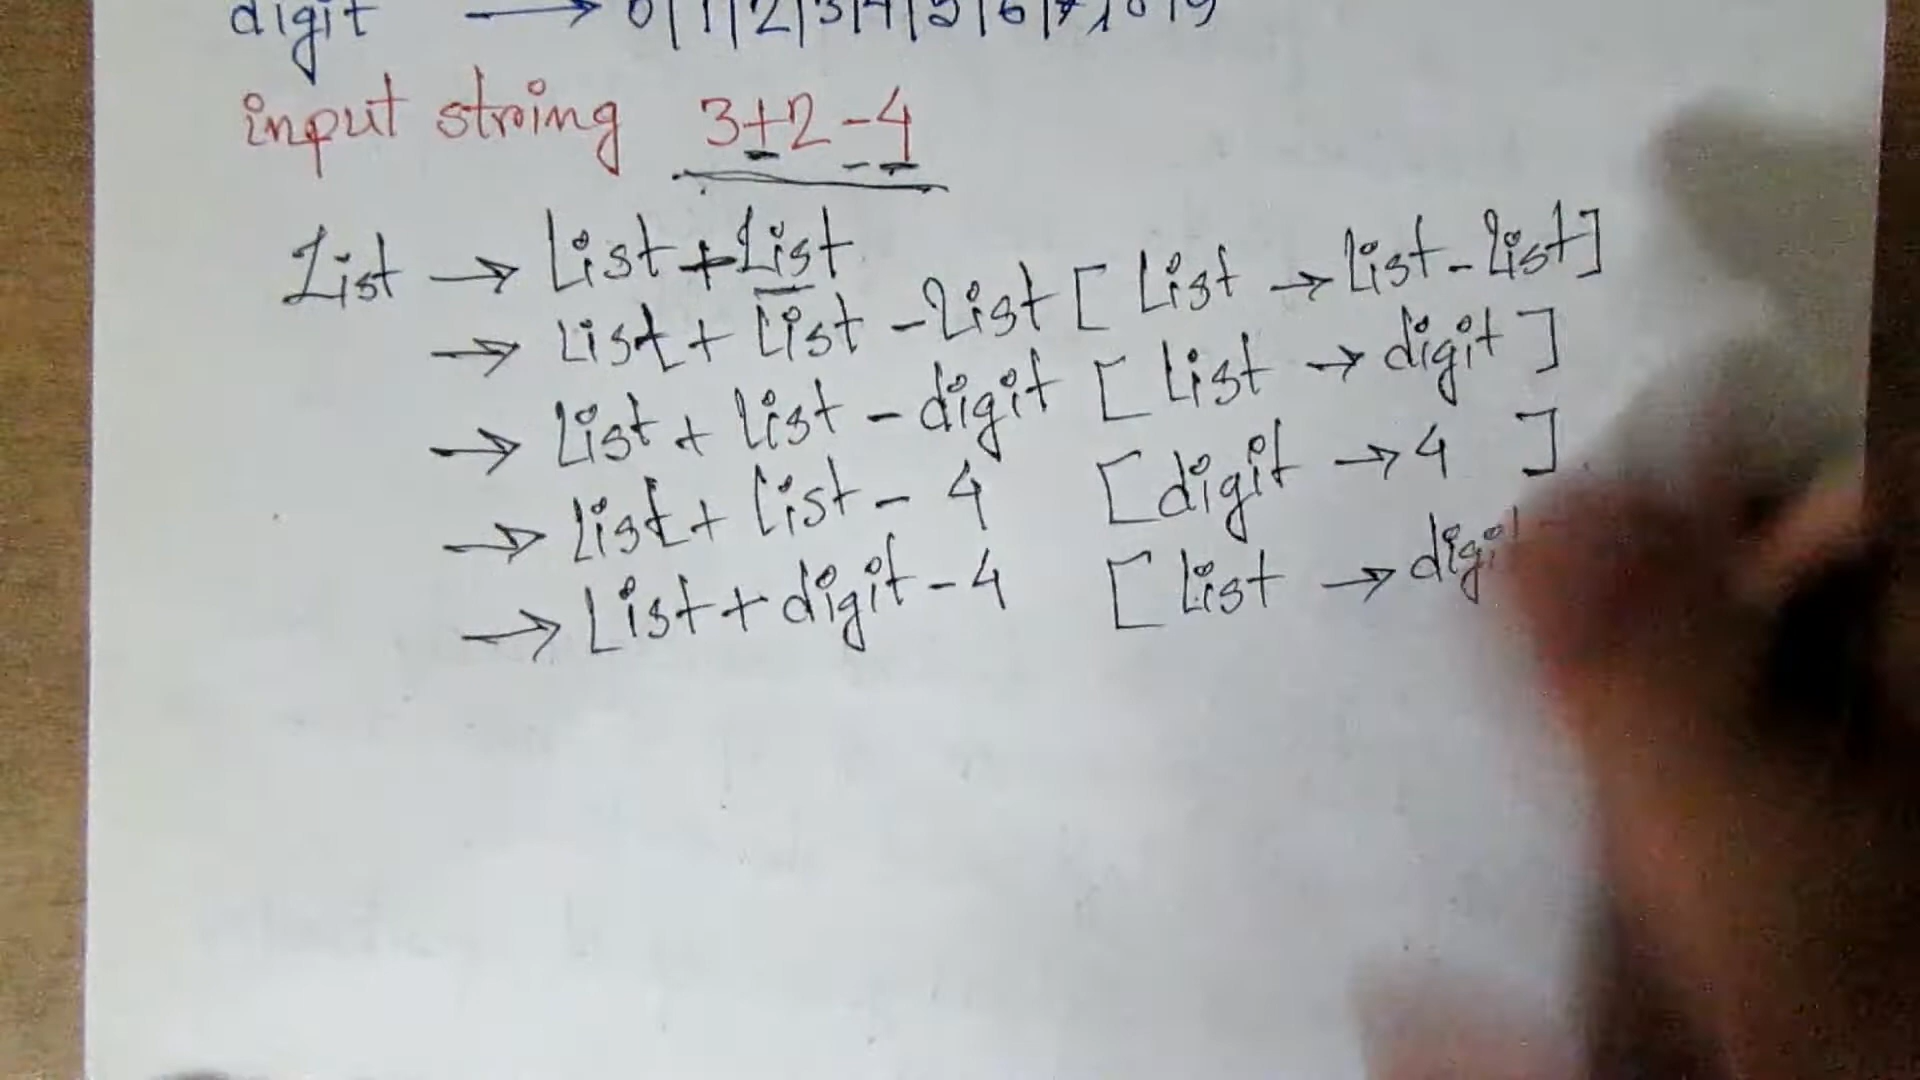 digit → 0|1|2|3|4|5|6|7|8|9
input string 3+2-4
List → List + List
→ List + List - List [ List → List - List ]
→ List + List - digit [ List → digit ]
→ List + List - 4 [ digit → 4 ]
→ List + digit - 4 [ List → digit